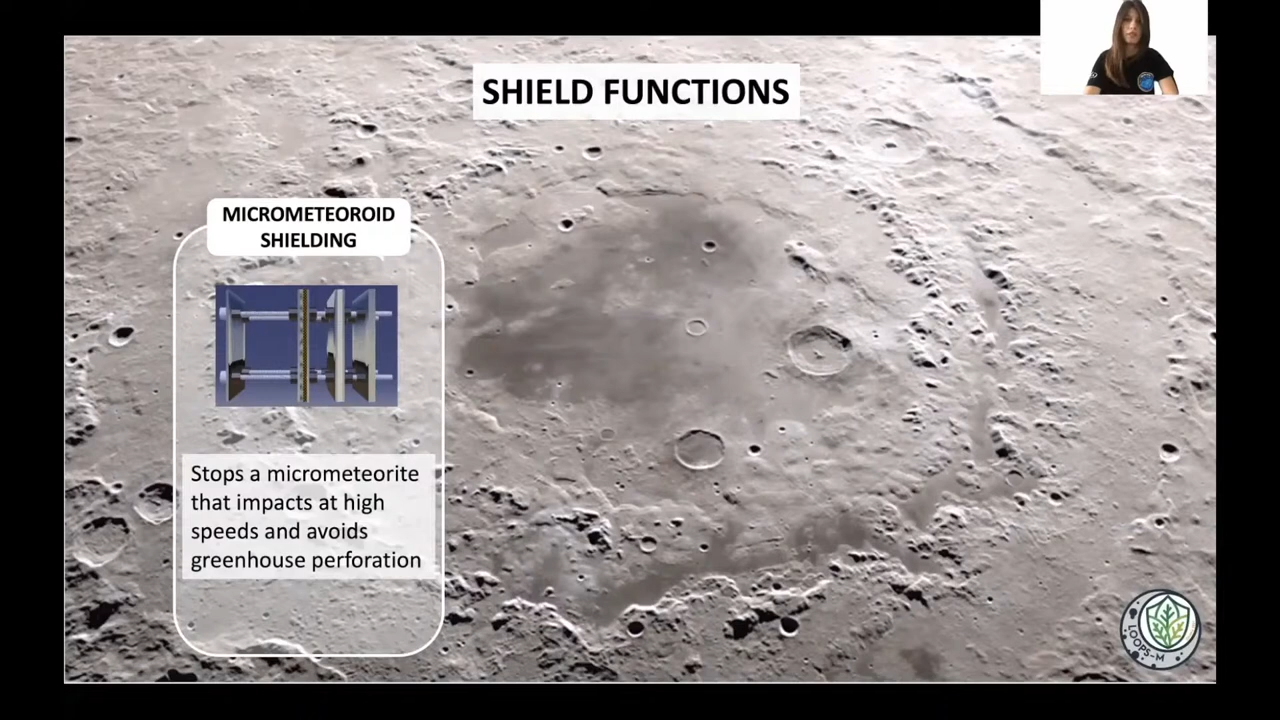 SHIELD FUNCTIONS
MICROMETEOROID
SHIELDING
Stops a micrometeorite
that impacts at high
speeds and avoids
greenhouse perforation
LOOPS-M